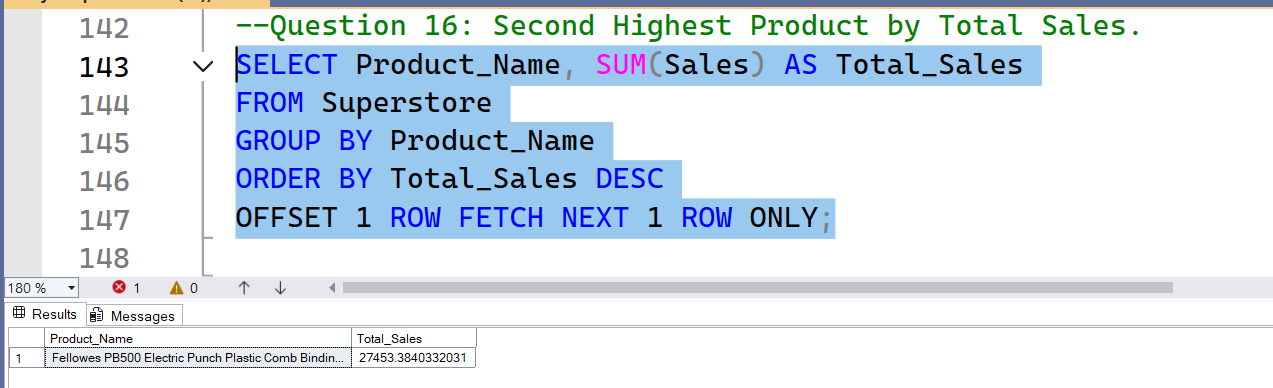 142 --Question 16: Second Highest Product by Total Sales.
143 SELECT Product_Name, SUM(Sales) AS Total_Sales
144 FROM Superstore
145 GROUP BY Product_Name
146 ORDER BY Total_Sales DESC
147 OFFSET 1 ROW FETCH NEXT 1 ROW ONLY;
148
180 % 1 0
Results Messages
Product_Name Total_Sales
1 Fellowes PB500 Electric Punch Plastic Comb Bindin... 27453.3840332031